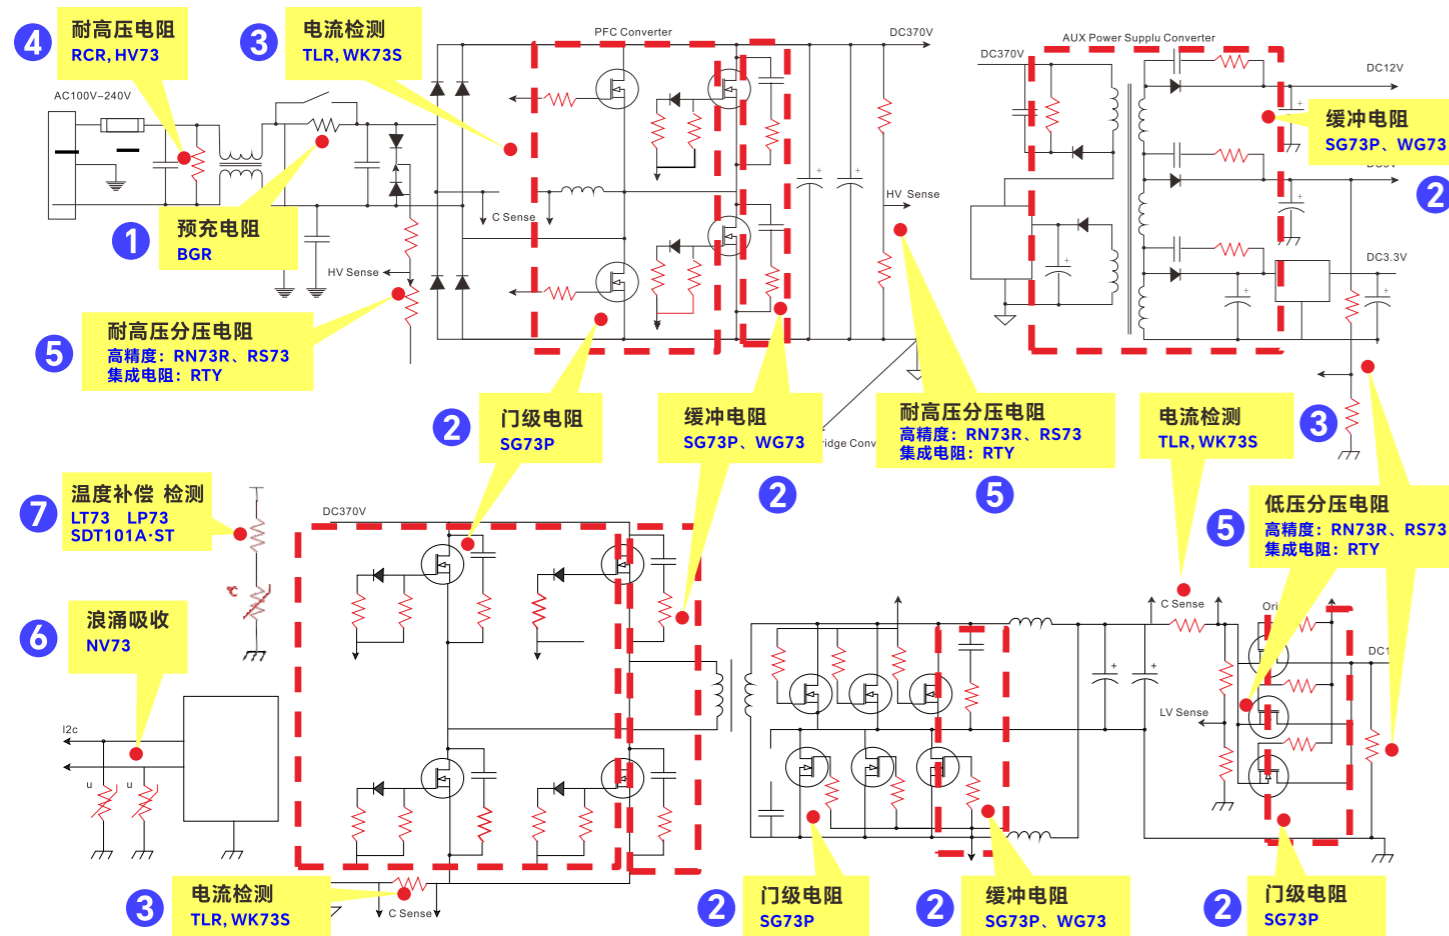 4
耐高压电阻
RCR, HV73
3
电流检测
TLR, WK73S
PFC Converter
DC370V
AUX Power Supplu Converter
DC370V
DC12V
AC100V-240V
缓冲电阻
SG73P、WG73
2
1
预充电阻
BGR
C Sense
HV Sense
HV Sense
DC3.3V
5
耐高压分压电阻
高精度：RN73R、RS73
集成电阻：RTY
2
门级电阻
SG73P
缓冲电阻
SG73P、WG73
2
ridge Conv
耐高压分压电阻
高精度：RN73R、RS73
集成电阻：RTY
5
电流检测
TLR, WK73S
3
7
温度补偿 检测
LT73 LP73
SDT101A·ST
DC370V
5
低压分压电阻
高精度：RN73R、RS73
集成电阻：RTY
℃
6
浪涌吸收
NV73
C Sense
Ori
DC1
LV Sense
I2c
u
u
3
电流检测
TLR, WK73S
C Sense
2
门级电阻
SG73P
2
缓冲电阻
SG73P、WG73
2
门级电阻
SG73P